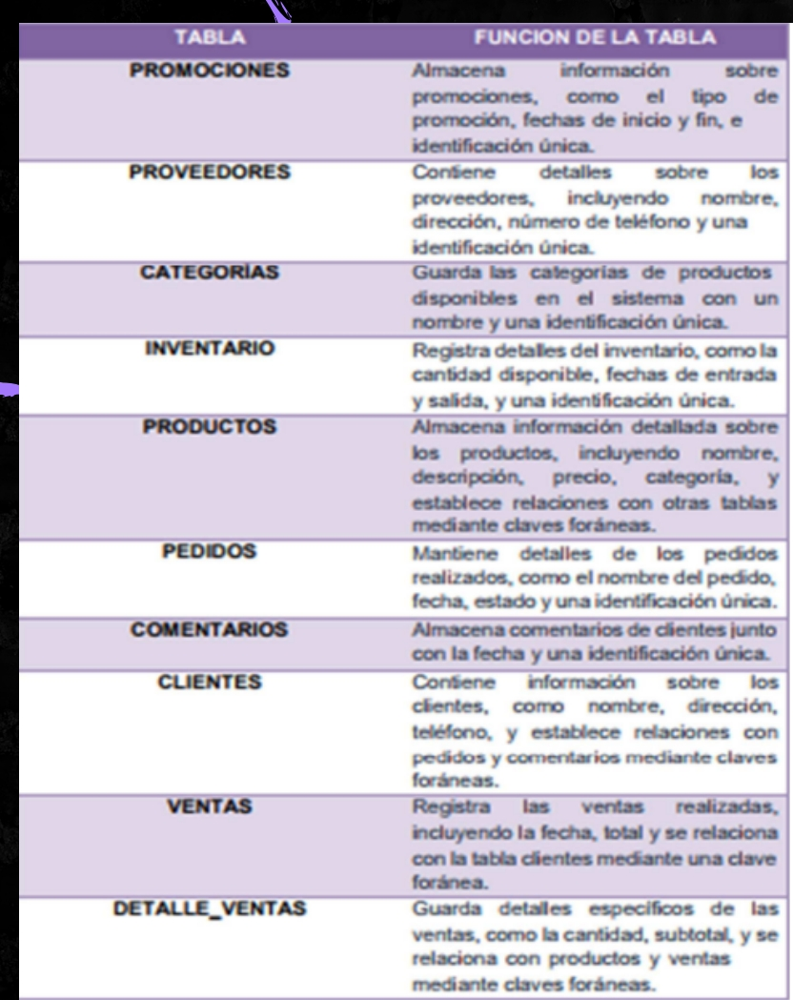 TABLA FUNCION DE LA TABLA
PROMOCIONES Almacena información sobre
promociones, como el tipo de
promoción, fechas de inicio y fin, e
identificación única.
PROVEEDORES Contiene detalles sobre los
proveedores, incluyendo nombre,
dirección, número de teléfono y una
identificación única.
CATEGORÍAS Guarda las categorías de productos
disponibles en el sistema con un
nombre y una identificación única.
INVENTARIO Registra detalles del inventario, como la
cantidad disponible, fechas de entrada
y salida, y una identificación única.
PRODUCTOS Almacena información detallada sobre
los productos, incluyendo nombre,
descripción, precio, categoría, y
establece relaciones con otras tablas
mediante claves foráneas.
PEDIDOS Mantiene detalles de los pedidos
realizados, como el nombre del pedido,
fecha, estado y una identificación única.
COMENTARIOS Almacena comentarios de clientes junto
con la fecha y una identificación única.
CLIENTES Contiene información sobre los
clientes, como nombre, dirección,
teléfono, y establece relaciones con
pedidos y comentarios mediante claves
foráneas.
VENTAS Registra las ventas realizadas,
incluyendo la fecha, total y se relaciona
con la tabla clientes mediante una clave
foránea.
DETALLE_VENTAS Guarda detalles específicos de las
ventas, como la cantidad, subtotal, y se
relaciona con productos y ventas
mediante claves foráneas.